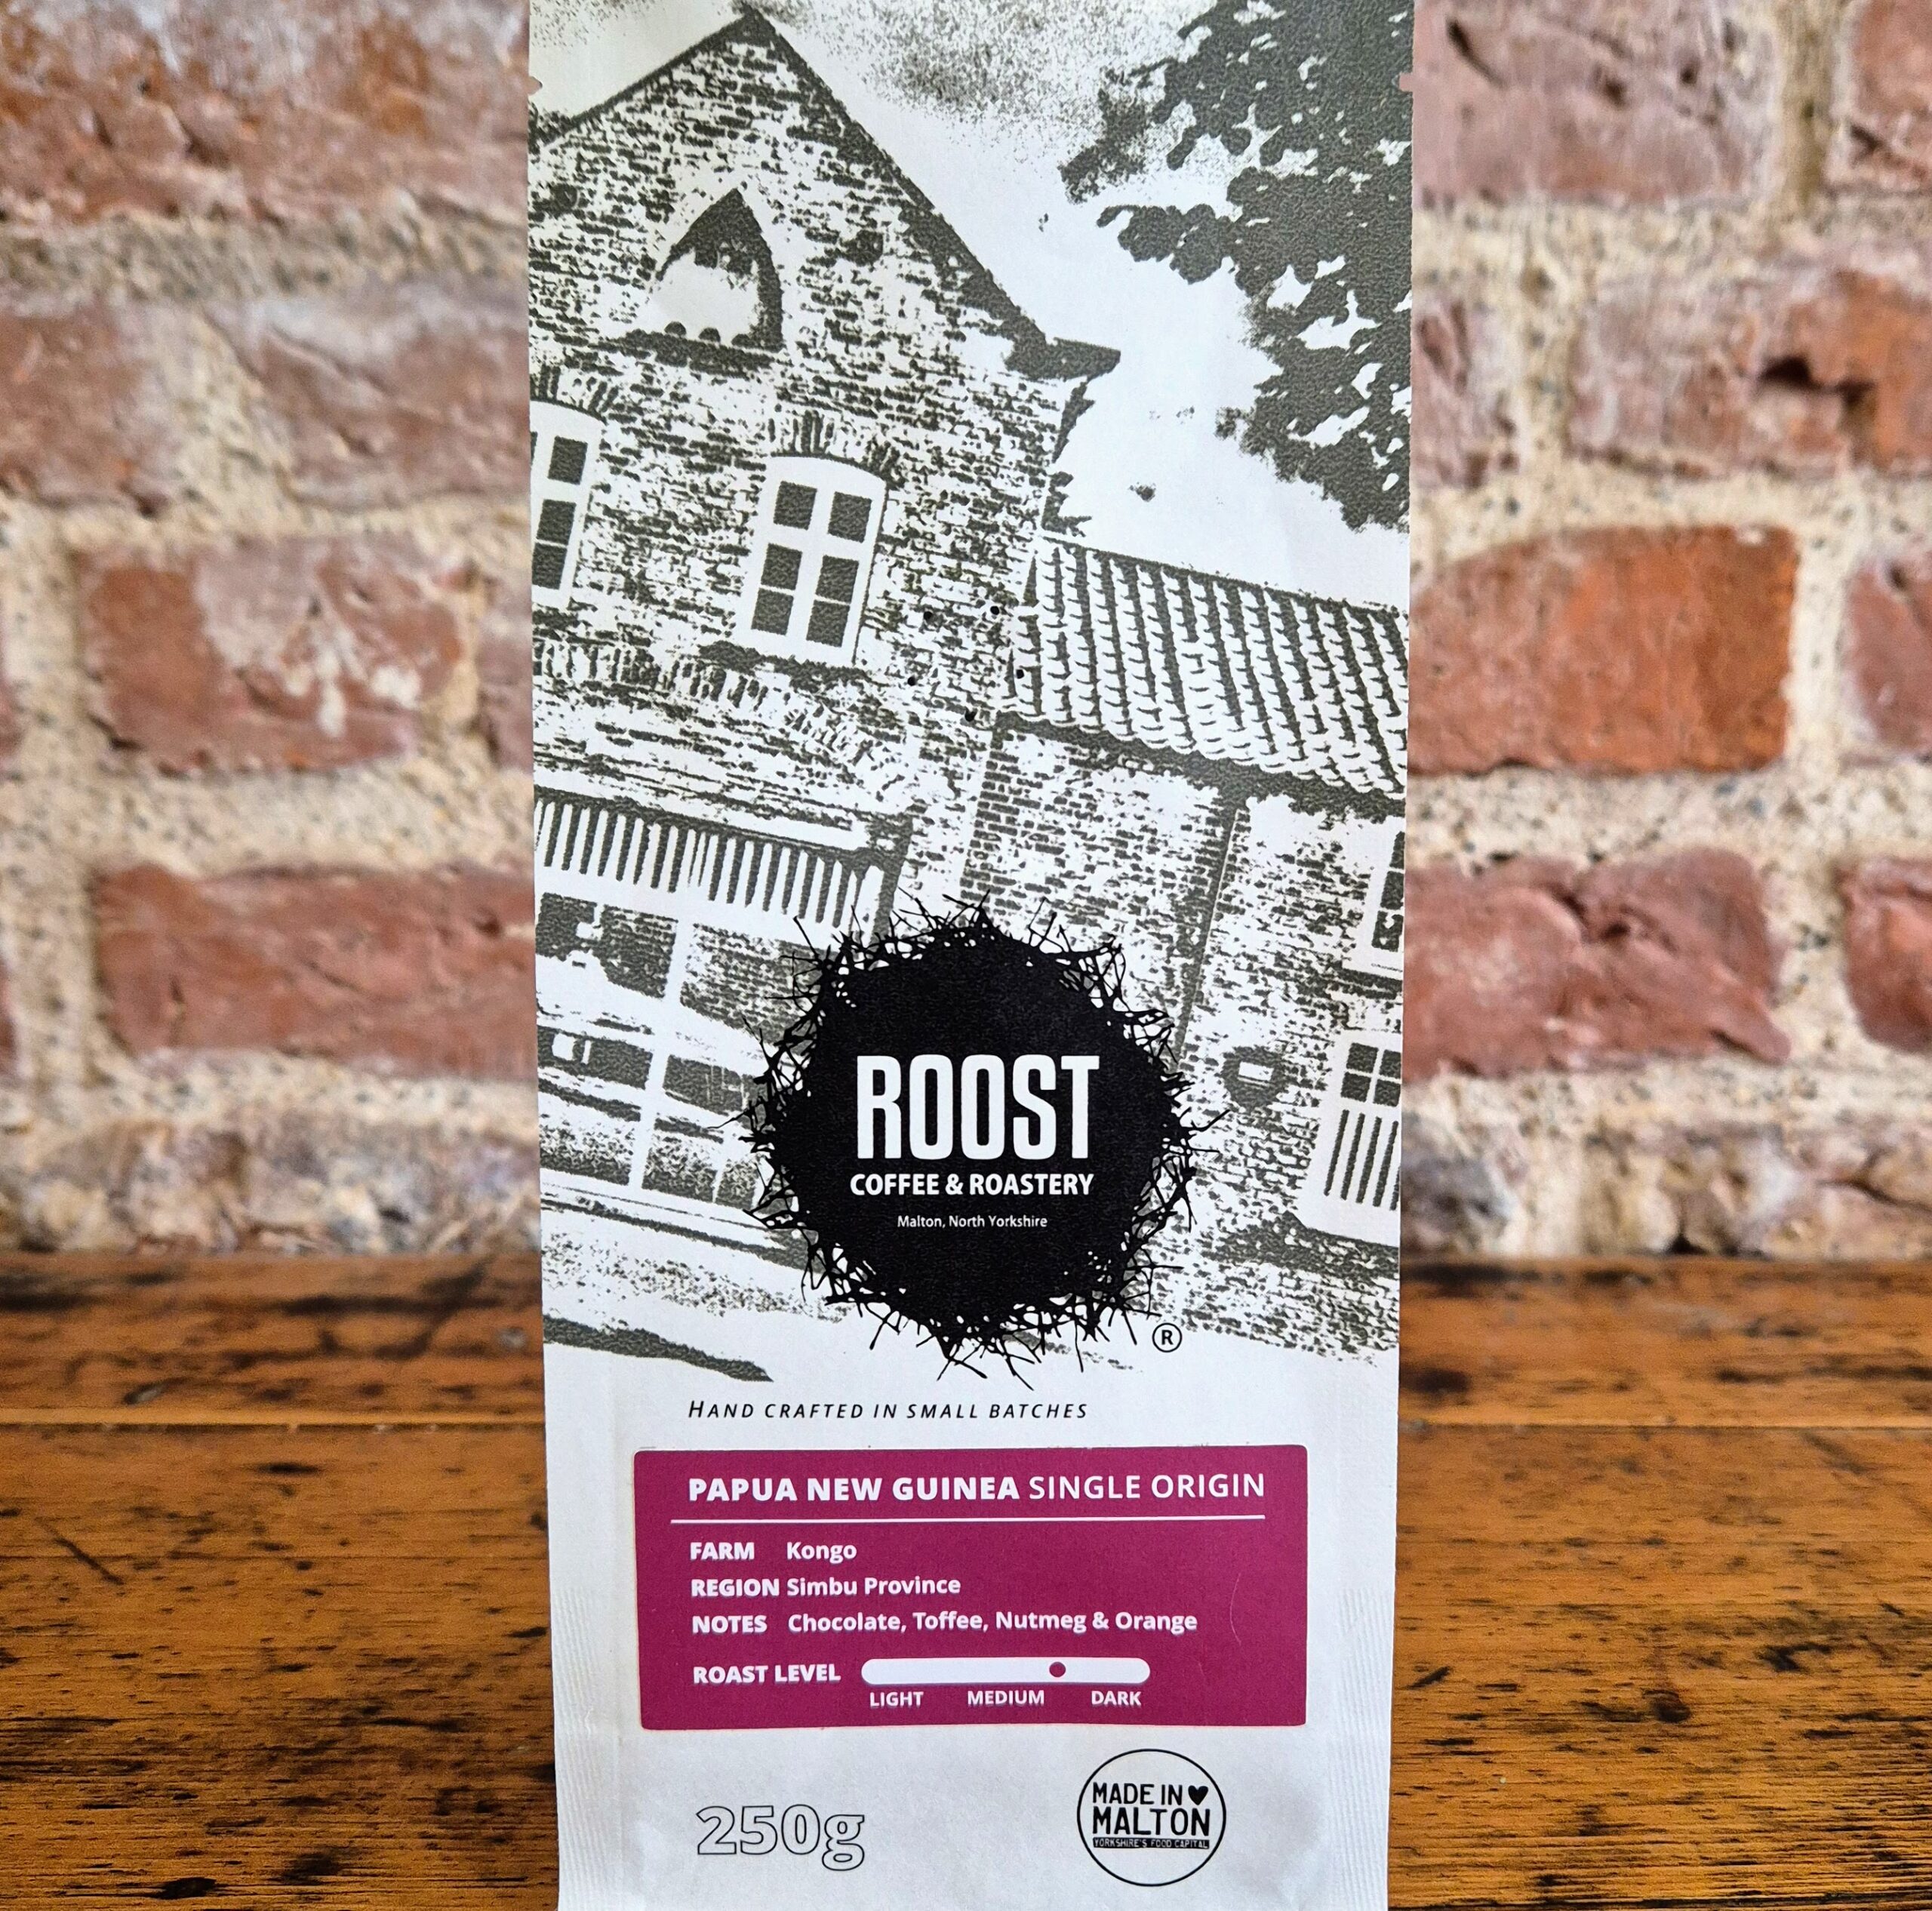 ROOST
COFFEE & ROASTERY
Malton, North Yorkshire
®
HAND CRAFTED IN SMALL BATCHES
PAPUA NEW GUINEA SINGLE ORIGIN
FARM Kongo
REGION Simbu Province
NOTES Chocolate, Toffee, Nutmeg & Orange
ROAST LEVEL
LIGHT MEDIUM DARK
250g
MADE IN
MALTON
YORKSHIRE'S FOOD CAPITAL